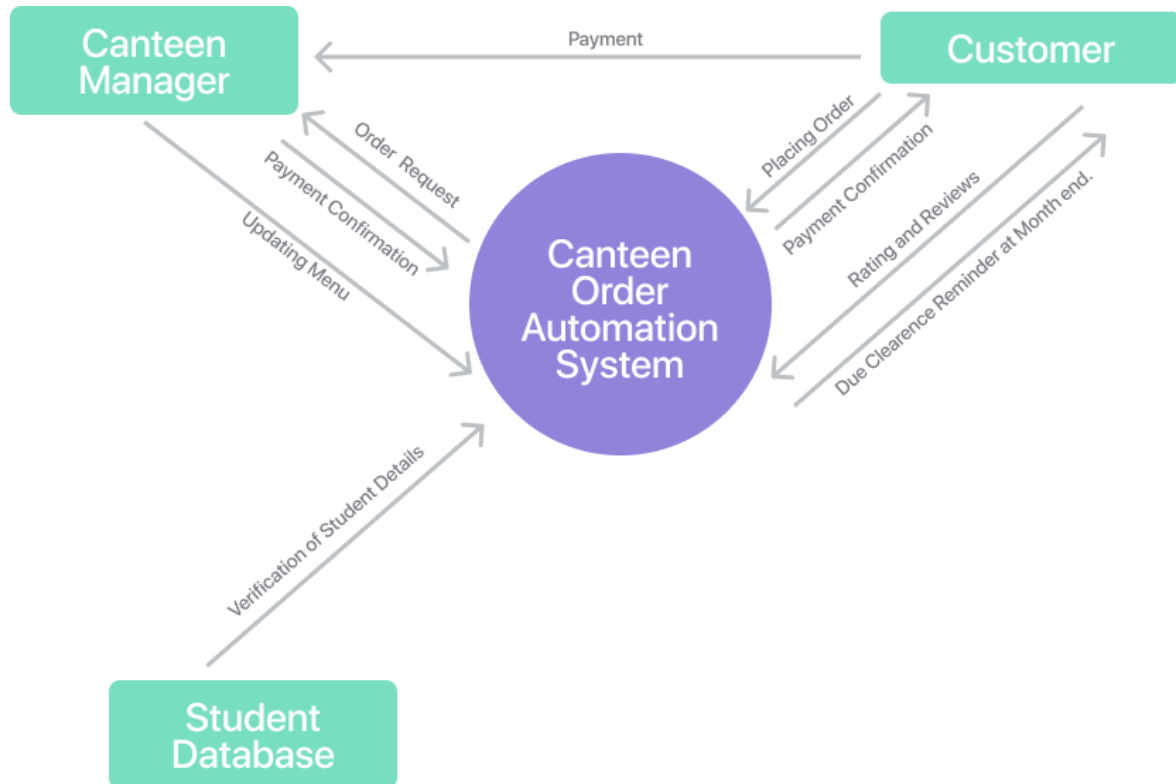 Canteen
Manager
Payment
Customer
Order Request
Payment Confirmation
Updating Menu
Placing Order
Payment Confirmation
Rating and Reviews
Due Clearence Reminder at Month end.
Canteen
Order
Automation
System
Verification of Student Details
Student
Database